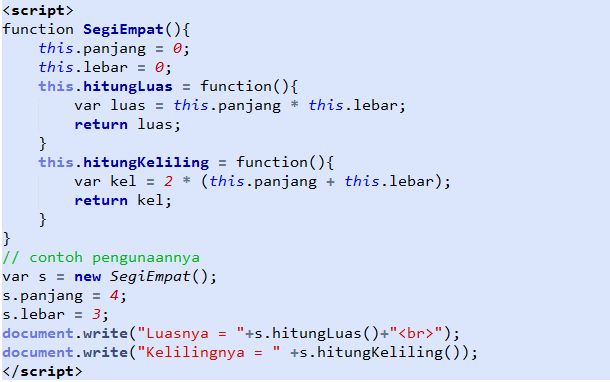 <script>
function SegiEmpat(){
    this.panjang = 0;
    this.lebar = 0;
    this.hitungLuas = function(){
        var luas = this.panjang * this.lebar;
        return luas;
    }
    this.hitungKeliling = function(){
        var kel = 2 * (this.panjang + this.lebar);
        return kel;
    }
}
// contoh pengunaannya
var s = new SegiEmpat();
s.panjang = 4;
s.lebar = 3;
document.write("Luasnya = "+s.hitungLuas()+"<br>");
document.write("Kelilingnya = " +s.hitungKeliling());
</script>